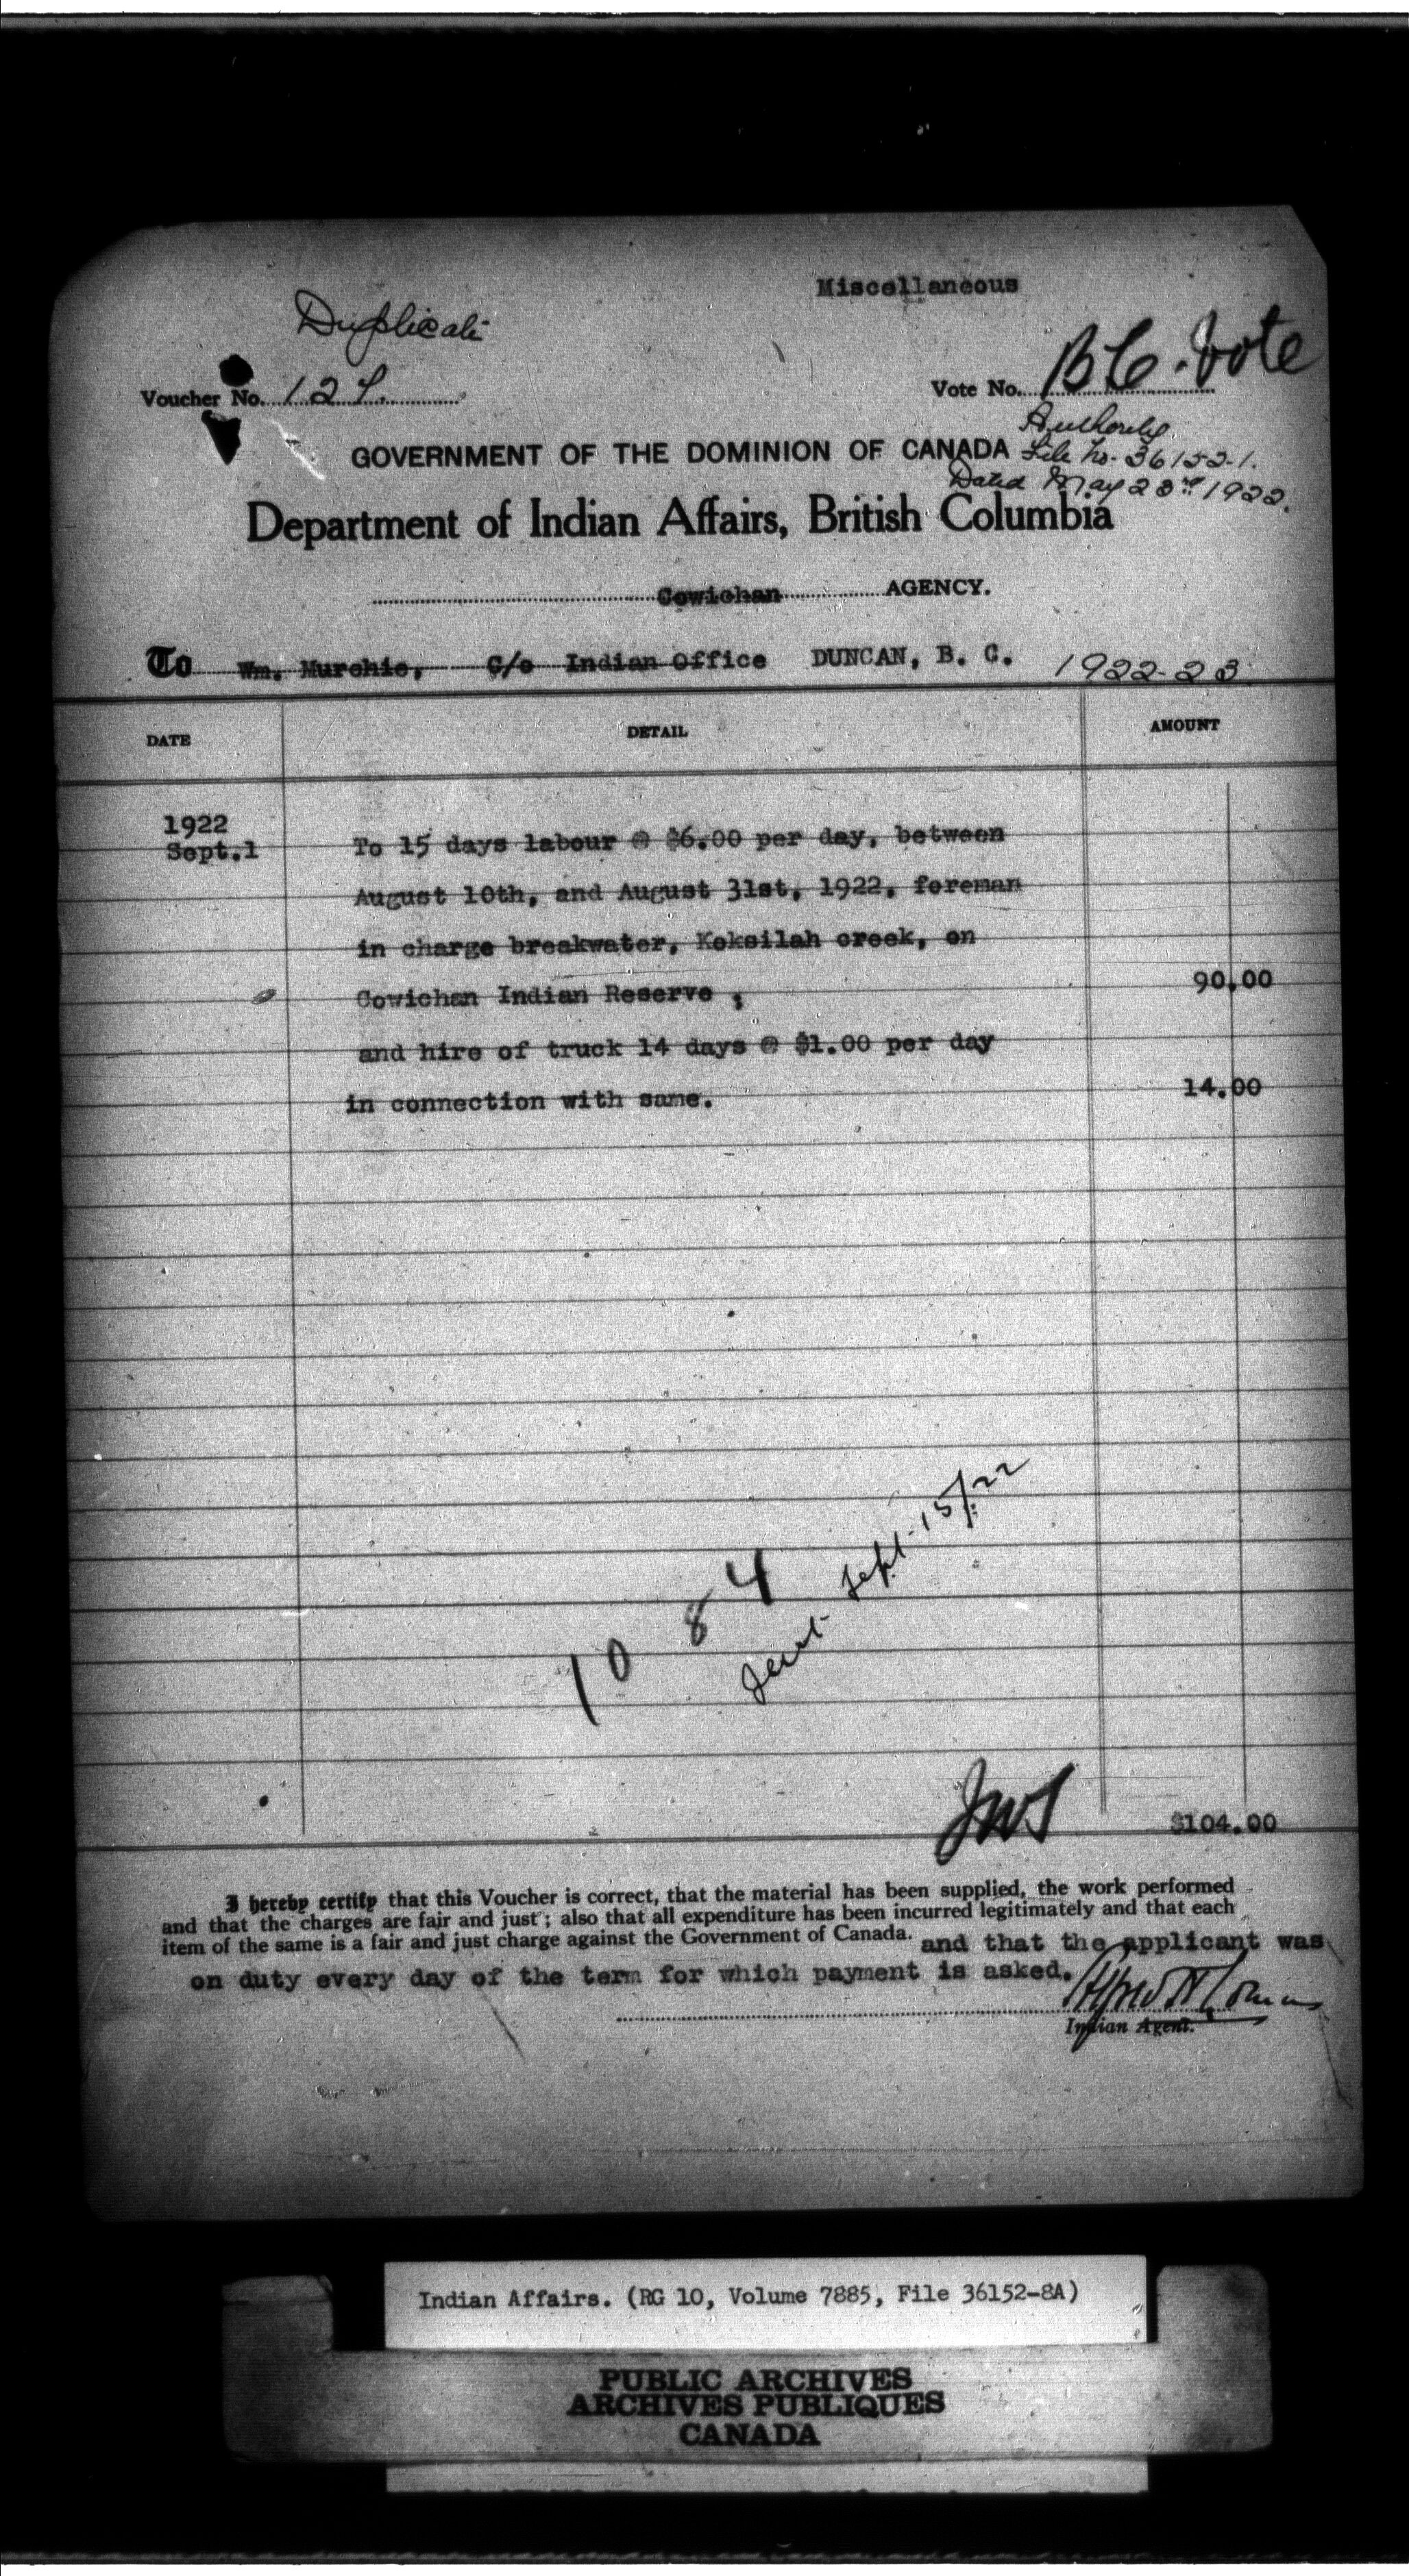 Miscellaneous
Duplicate
Voucher No. 127.
Vote No. B.C. Vote
Authority
File No. 36152-1.
GOVERNMENT OF THE DOMINION OF CANADA
Dated May 23rd 1922.
Department of Indian Affairs, British Columbia
Cowichan AGENCY.
To Wm. Murchie, C/o Indian Office DUNCAN, B. C. 1922-23
DATE DETAIL AMOUNT
1922
Sept.1 To 15 days labour @ $6.00 per day, between
August 10th, and August 31st, 1922, foreman
in charge breakwater, Koksilah creek, on
Cowichan Indian Reserve ; 90.00
and hire of truck 14 days @ $1.00 per day
in connection with same. 14.00
1084
Sent Sept. 15/22
$104.00
I hereby certify that this Voucher is correct, that the material has been supplied, the work performed
and that the charges are fair and just; also that all expenditure has been incurred legitimately and that each
item of the same is a fair and just charge against the Government of Canada. and that the applicant was
on duty every day of the term for which payment is asked.
Indian Agent.
Indian Affairs. (RG 10, Volume 7885, File 36152-8A)
PUBLIC ARCHIVES
ARCHIVES PUBLIQUES
CANADA